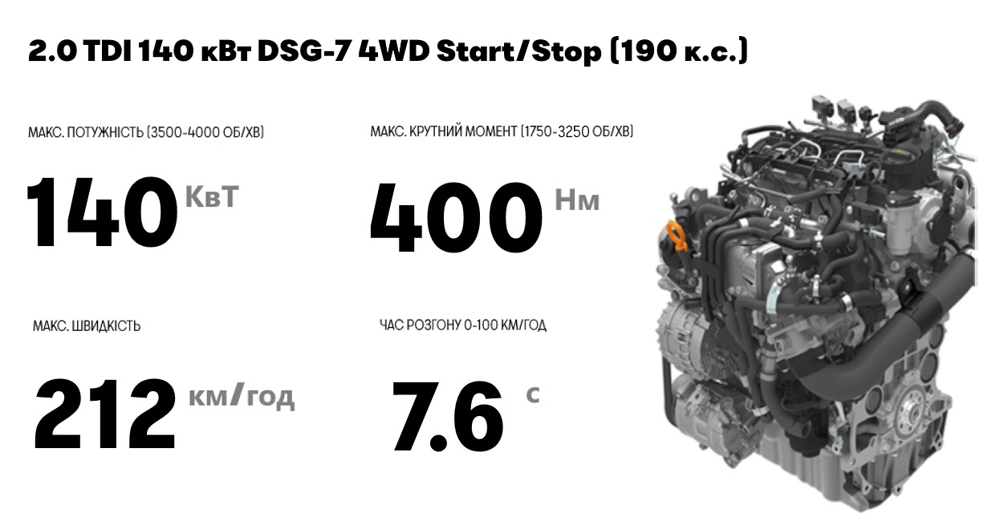 2.0 TDI 140 кВт DSG-7 4WD Start/Stop (190 к.с.)
МАКС. ПОТУЖНІСТЬ (3500-4000 ОБ/ХВ)
140 КвТ
МАКС. КРУТНИЙ МОМЕНТ (1750-3250 ОБ/ХВ)
400 Нм
МАКС. ШВИДКІСТЬ
212 км/год
ЧАС РОЗГОНУ 0-100 КМ/ГОД
7.6 с